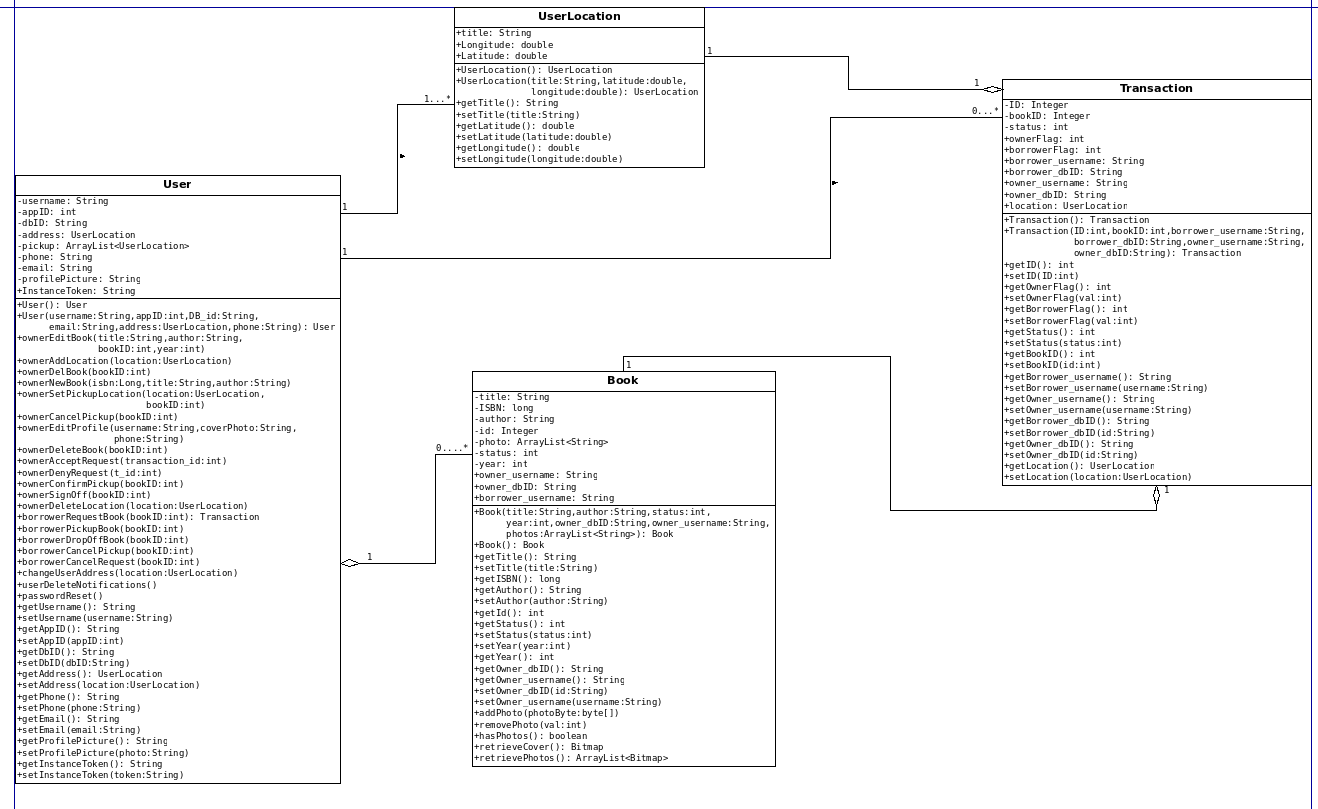 UserLocation
+title: String
+Longitude: double
+Latitude: double
+UserLocation(): UserLocation
+UserLocation(title:String,latitude:double,
longitude:double): UserLocation
+getTitle(): String
+setTitle(title:String)
+getLatitude(): double
+setLatitude(latitude:double)
+getLongitude(): double
+setLongitude(longitude:double)
1
1
1...*
0...*
Transaction
-ID: Integer
-bookID: Integer
-status: int
+ownerFlag: int
+borrowerFlag: int
+borrower_username: String
+borrower_dbID: String
+owner_username: String
+owner_dbID: String
+location: UserLocation
+Transaction(): Transaction
+Transaction(ID:int,bookID:int,borrower_username:String,
borrower_dbID:String,owner_username:String,
owner_dbID:String): Transaction
+getID(): int
+setID(ID:int)
+getOwnerFlag(): int
+setOwnerFlag(val:int)
+getBorrowerFlag(): int
+setBorrowerFlag(val:int)
+getStatus(): int
+setStatus(status:int)
+getBookID(): int
+setBookID(id:int)
+getBorrower_username(): String
+setBorrower_username(username:String)
+getOwner_username(): String
+setOwner_username(username:String)
+getBorrower_dbID(): String
+setBorrower_dbID(id:String)
+getOwner_dbID(): String
+setOwner_dbID(id:String)
+getLocation(): UserLocation
+setLocation(location:UserLocation)
1
User
-username: String
-appID: int
-dbID: String
-address: UserLocation
-pickup: ArrayList<UserLocation>
-phone: String
-email: String
-profilePicture: String
+InstanceToken: String
+User(): User
+User(username:String,appID:int,DB_id:String,
email:String,address:UserLocation,phone:String): User
+ownerEditBook(title:String,author:String,
bookID:int,year:int)
+ownerAddLocation(location:UserLocation)
+ownerDelBook(bookID:int)
+ownerNewBook(isbn:Long,title:String,author:String)
+ownerSetPickupLocation(location:UserLocation,
bookID:int)
+ownerCancelPickup(bookID:int)
+ownerEditProfile(username:String,coverPhoto:String,
phone:String)
+ownerDeleteBook(bookID:int)
+ownerAcceptRequest(transaction_id:int)
+ownerDenyRequest(t_id:int)
+ownerConfirmPickup(bookID:int)
+ownerSignOff(bookID:int)
+ownerDeleteLocation(location:UserLocation)
+borrowerRequestBook(bookID:int): Transaction
+borrowerPickupBook(bookID:int)
+borrowerDropOffBook(bookID:int)
+borrowerCancelPickup(bookID:int)
+borrowerCancelRequest(bookID:int)
+changeUserAddress(location:UserLocation)
+userDeleteNotifications()
+passwordReset()
+getUsername(): String
+setUsername(username:String)
+getAppID(): String
+setAppID(appID:int)
+getDbID(): String
+setDbID(dbID:String)
+getAddress(): UserLocation
+setAddress(location:UserLocation)
+getPhone(): String
+setPhone(phone:String)
+getEmail(): String
+setEmail(email:String)
+getProfilePicture(): String
+setProfilePicture(photo:String)
+getInstanceToken(): String
+setInstanceToken(token:String)
1
1
1
0....*
1
Book
-title: String
-ISBN: long
-author: String
-id: Integer
-photo: ArrayList<String>
-status: int
-year: int
+owner_username: String
+owner_dbID: String
+borrower_username: String
+Book(title:String,author:String,status:int,
year:int,owner_dbID:String,owner_username:String,
photos:ArrayList<String>): Book
+Book(): Book
+getTitle(): String
+setTitle(title:String)
+getISBN(): long
+getAuthor(): String
+setAuthor(author:String)
+getId(): int
+getStatus(): int
+setStatus(status:int)
+setYear(year:int)
+getYear(): int
+getOwner_dbID(): String
+getOwner_username(): String
+setOwner_dbID(id:String)
+setOwner_username(username:String)
+addPhoto(photoByte:byte[])
+removePhoto(val:int)
+hasPhotos(): boolean
+retrieveCover(): Bitmap
+retrievePhotos(): ArrayList<Bitmap>